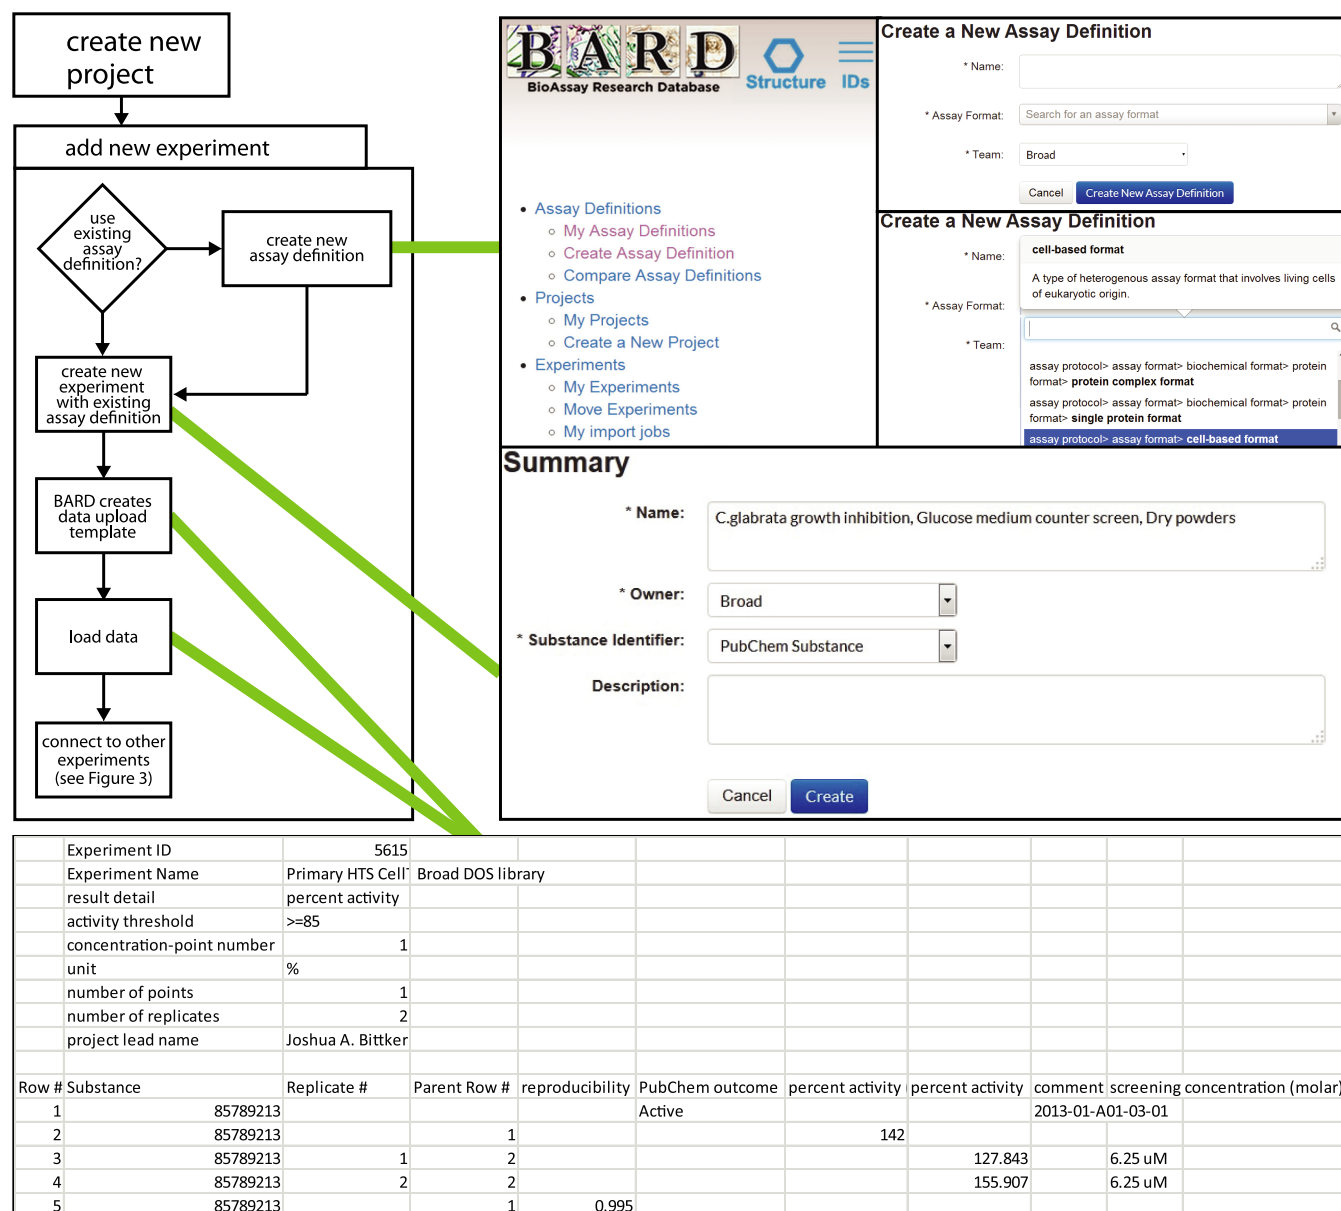 create new
project
add new experiment
use
existing
assay
definition?
create new
assay definition
create new
experiment
with existing
assay definition
BARD creates
data upload
template
load data
connect to other
experiments
(see Figure 3)
BARD
BioAssay Research Database
Structure
IDs
Assay Definitions
My Assay Definitions
Create Assay Definition
Compare Assay Definitions
Projects
My Projects
Create a New Project
Experiments
My Experiments
Move Experiments
My import jobs
Create a New Assay Definition
* Name:
* Assay Format: Search for an assay format
* Team: Broad
Cancel Create New Assay Definition
Create a New Assay Definition
* Name:
cell-based format
A type of heterogenous assay format that involves living cells
of eukaryotic origin.
* Assay Format:
* Team:
assay protocol> assay format> biochemical format> protein
format> protein complex format
assay protocol> assay format> biochemical format> protein
format> single protein format
assay protocol> assay format> cell-based format
Summary
* Name: C.glabrata growth inhibition, Glucose medium counter screen, Dry powders
* Owner: Broad
* Substance Identifier: PubChem Substance
Description:
Cancel Create
Experiment ID 5615
Experiment Name Primary HTS Cell Broad DOS library
result detail percent activity
activity threshold >=85
concentration-point number 1
unit %
number of points 1
number of replicates 2
project lead name Joshua A. Bittker
Row # Substance Replicate # Parent Row # reproducibility PubChem outcome percent activity percent activity comment screening concentration (molar)
1 85789213 Active 2013-01-A01-03-01
2 85789213 1 142
3 85789213 1 2 127.843 6.25 uM
4 85789213 2 2 155.907 6.25 uM
5 85789213 1 0.995